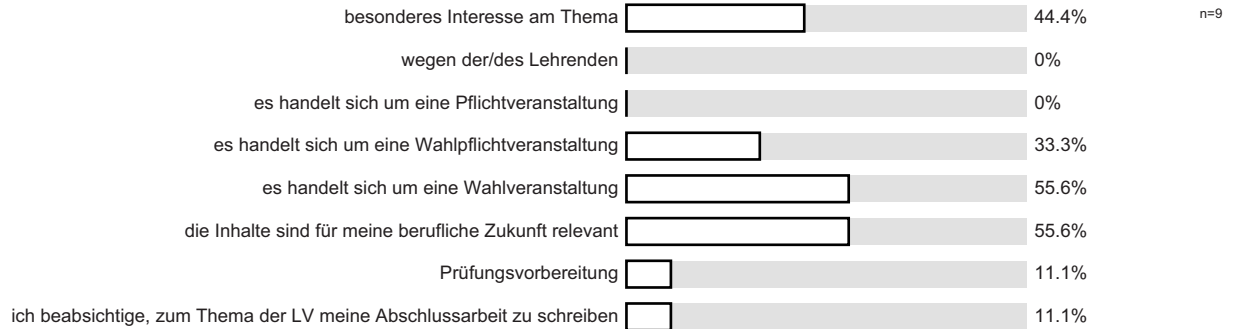 besonderes Interesse am Thema 44.4% n=9
wegen der/des Lehrenden 0%
es handelt sich um eine Pflichtveranstaltung 0%
es handelt sich um eine Wahlpflichtveranstaltung 33.3%
es handelt sich um eine Wahlveranstaltung 55.6%
die Inhalte sind für meine berufliche Zukunft relevant 55.6%
Prüfungsvorbereitung 11.1%
ich beabsichtige, zum Thema der LV meine Abschlussarbeit zu schreiben 11.1%